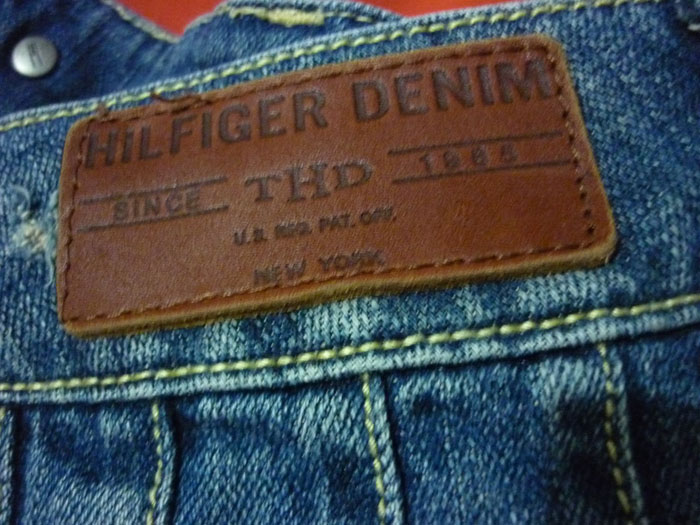 HILFIGER DENIM
SINCE THD 1985
U.S. REG. PAT. OFF.
NEW YORK